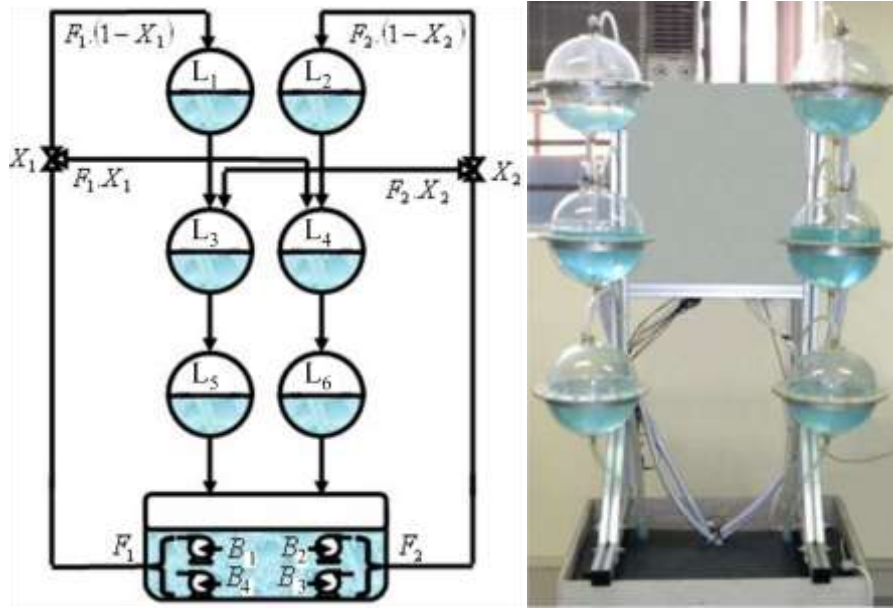 F₁.(1−X₁)
F₂.(1−X₂)
L₁
L₂
X₁
X₂
F₁.X₁
F₂.X₂
L₃
L₄
L₅
L₆
F₁
B₁
B₂
F₂
B₄
B₃